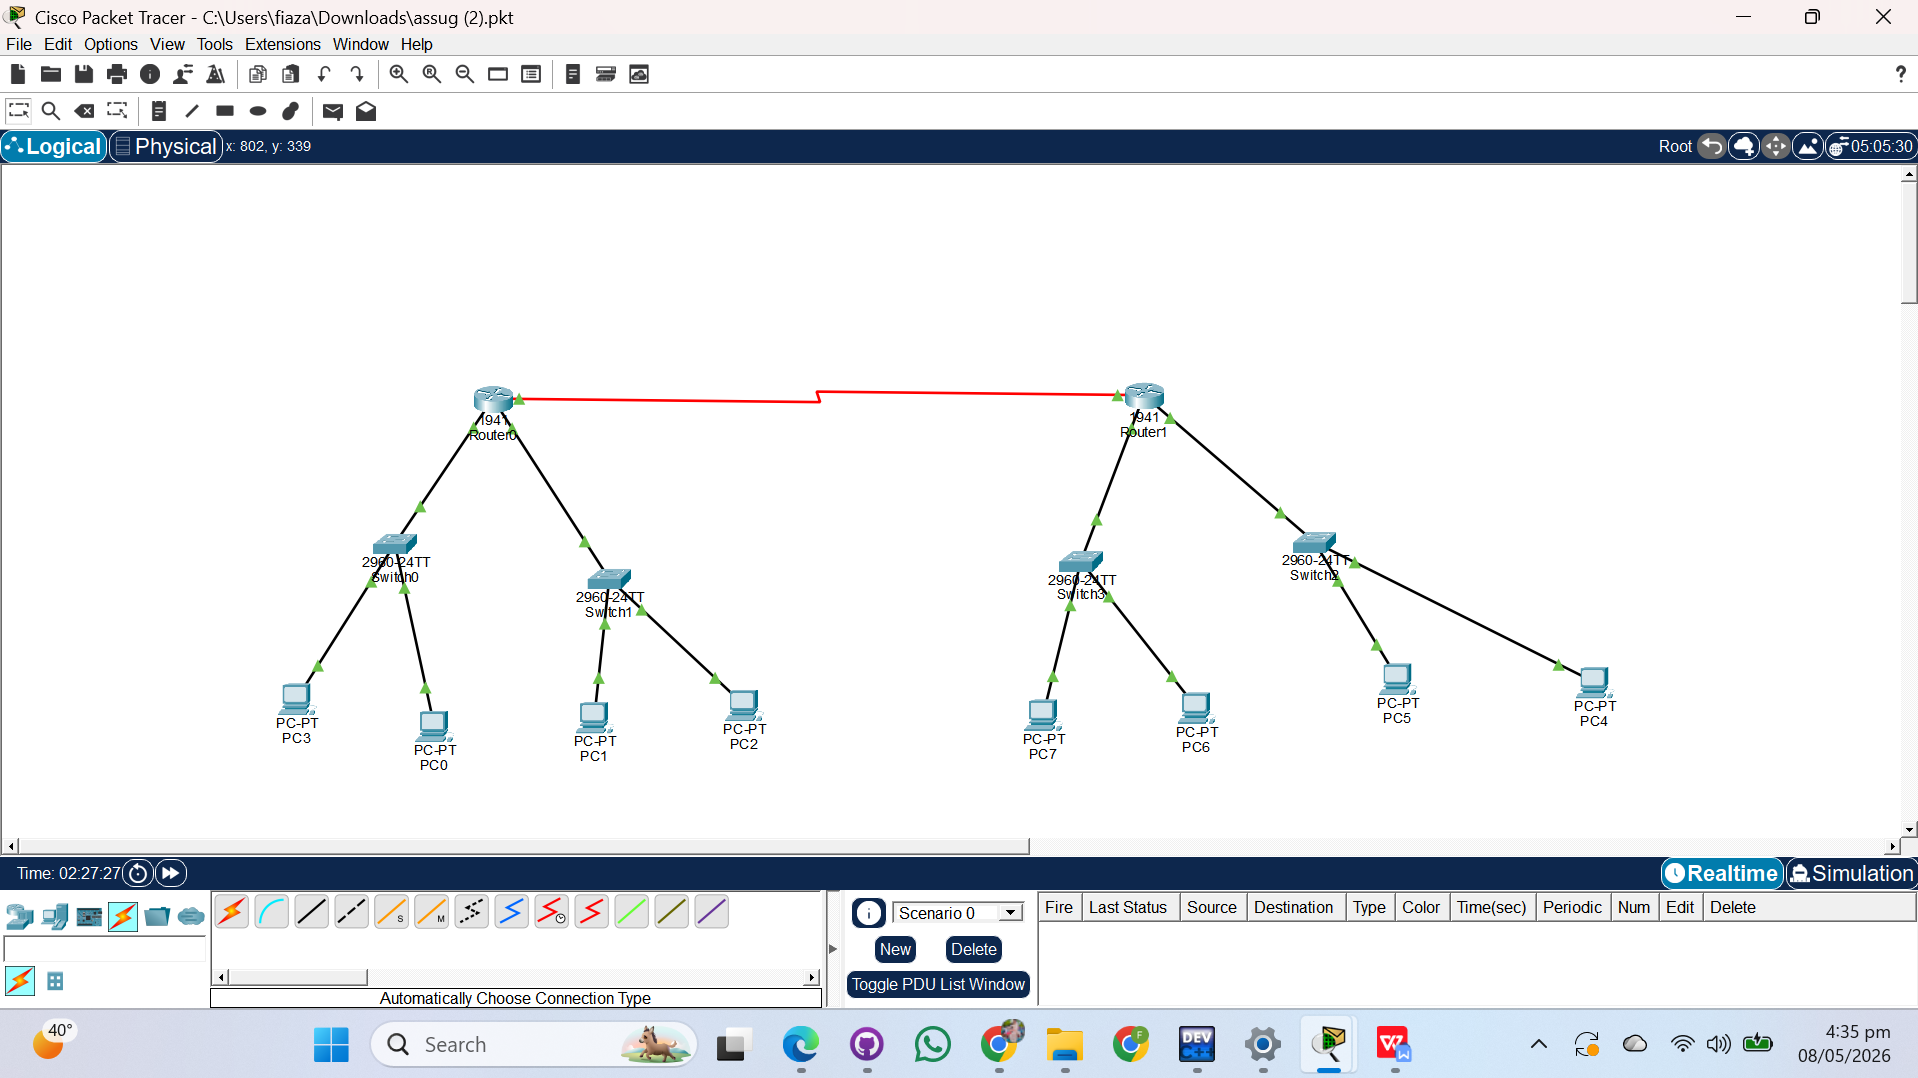 Cisco Packet Tracer - C:\Users\fiaza\Downloads\assug (2).pkt
File Edit Options View Tools Extensions Window Help
?
Logical Physical x: 802, y: 339 Root 05:05:30
1941
Router0
1941
Router1
2960-24TT
Switch0
2960-24TT
Switch1
2960-24TT
Switch3
2960-24TT
Switch2
PC-PT
PC3
PC-PT
PC0
PC-PT
PC1
PC-PT
PC2
PC-PT
PC7
PC-PT
PC6
PC-PT
PC5
PC-PT
PC4
Time: 02:27:27 Realtime Simulation
S M
Scenario 0
New Delete
Toggle PDU List Window
Fire Last Status Source Destination Type Color Time(sec) Periodic Num Edit Delete
Automatically Choose Connection Type
40°
Search
DEV
C++
F
4:35 pm
08/05/2026